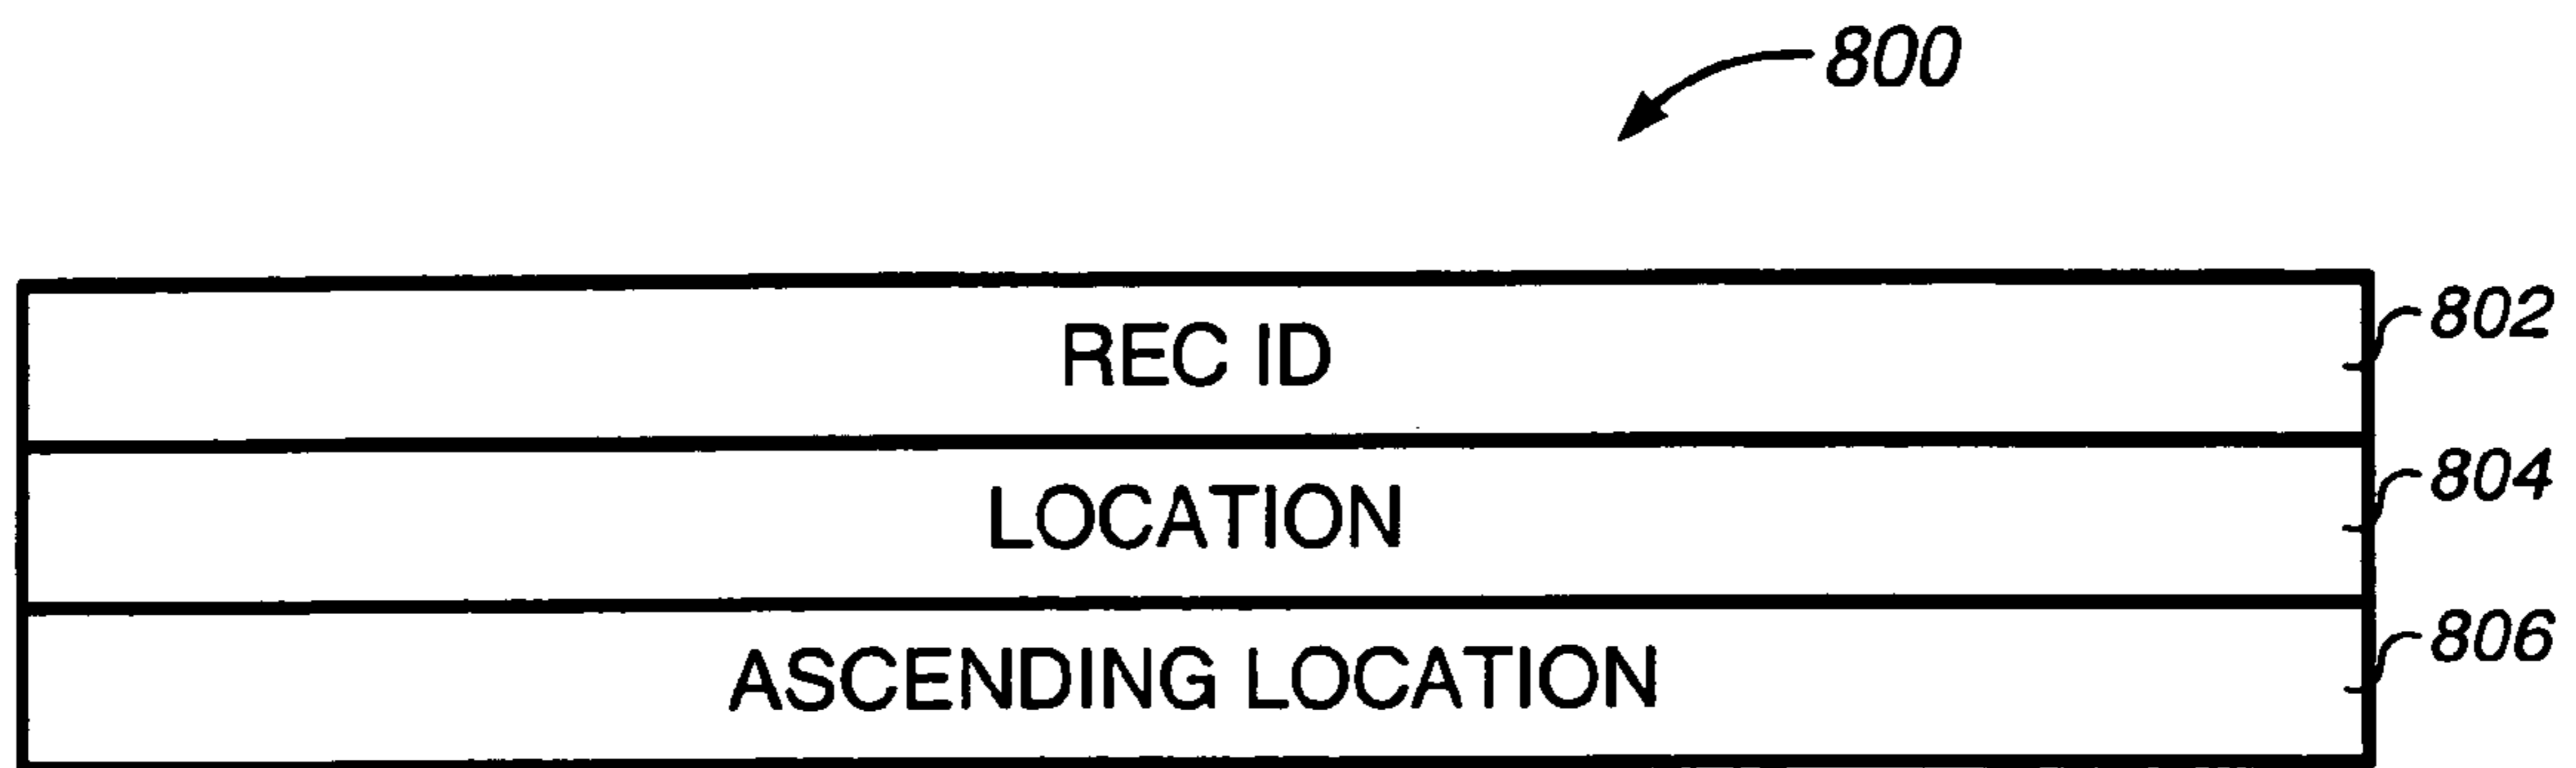 800
REC ID 802
LOCATION 804
ASCENDING LOCATION 806